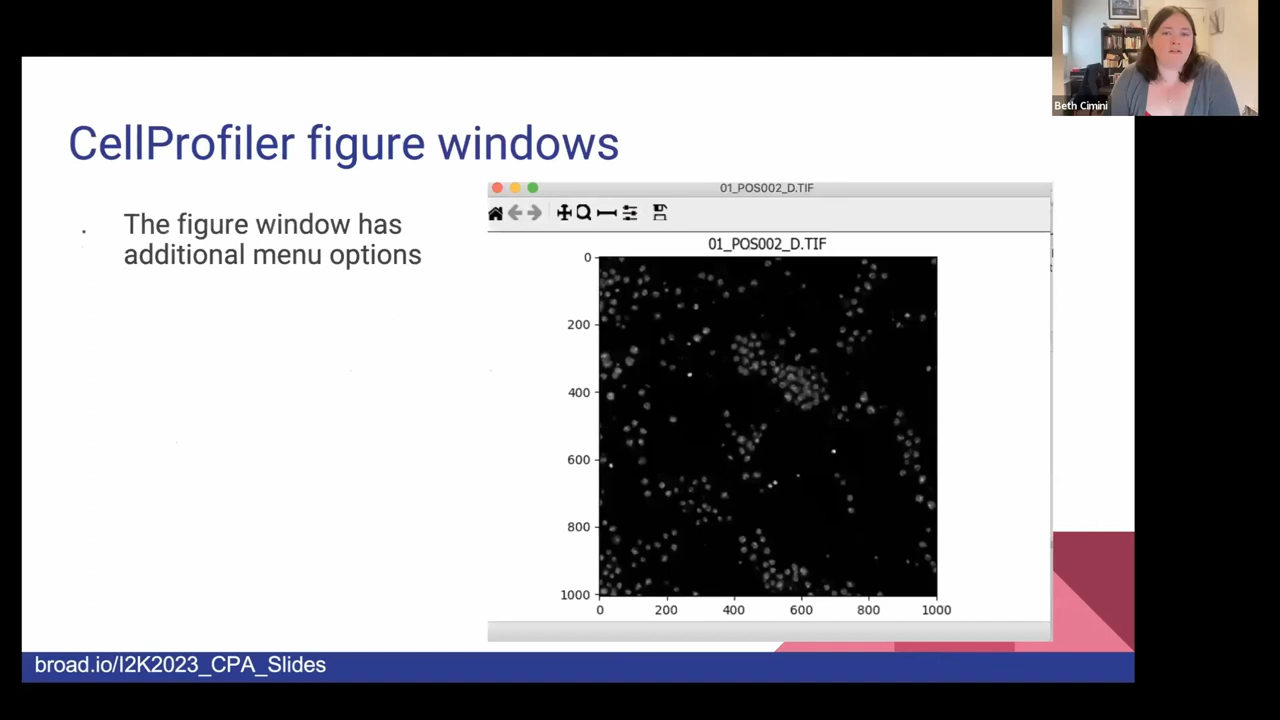 Beth Cimini
CellProfiler figure windows
. The figure window has
additional menu options
01_POS002_D.TIF
01_POS002_D.TIF
0
200
400
600
800
1000
0 200 400 600 800 1000
broad.io/I2K2023_CPA_Slides